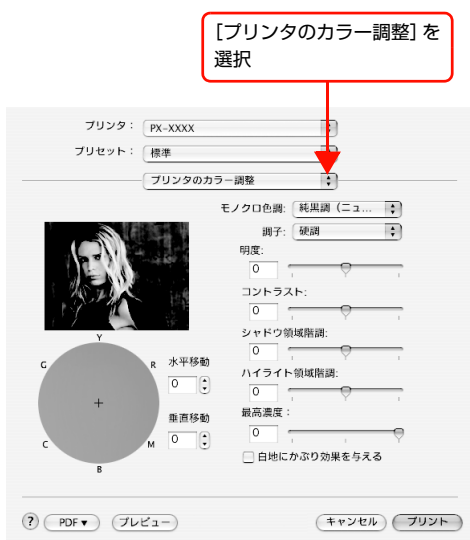 [プリンタのカラー調整]を
選択
プリンタ： PX-XXXX
プリセット： 標準
プリンタのカラー調整
モノクロ色調: 純黒調（ニュ...
調子: 硬調
明度:
0
コントラスト:
0
シャドウ領域階調:
0
ハイライト領域階調:
0
最高濃度：
0
白地にかぶり効果を与える
Y
G R
C M
B
水平移動
0
垂直移動
0
? PDF▼ プレビュー キャンセル プリント